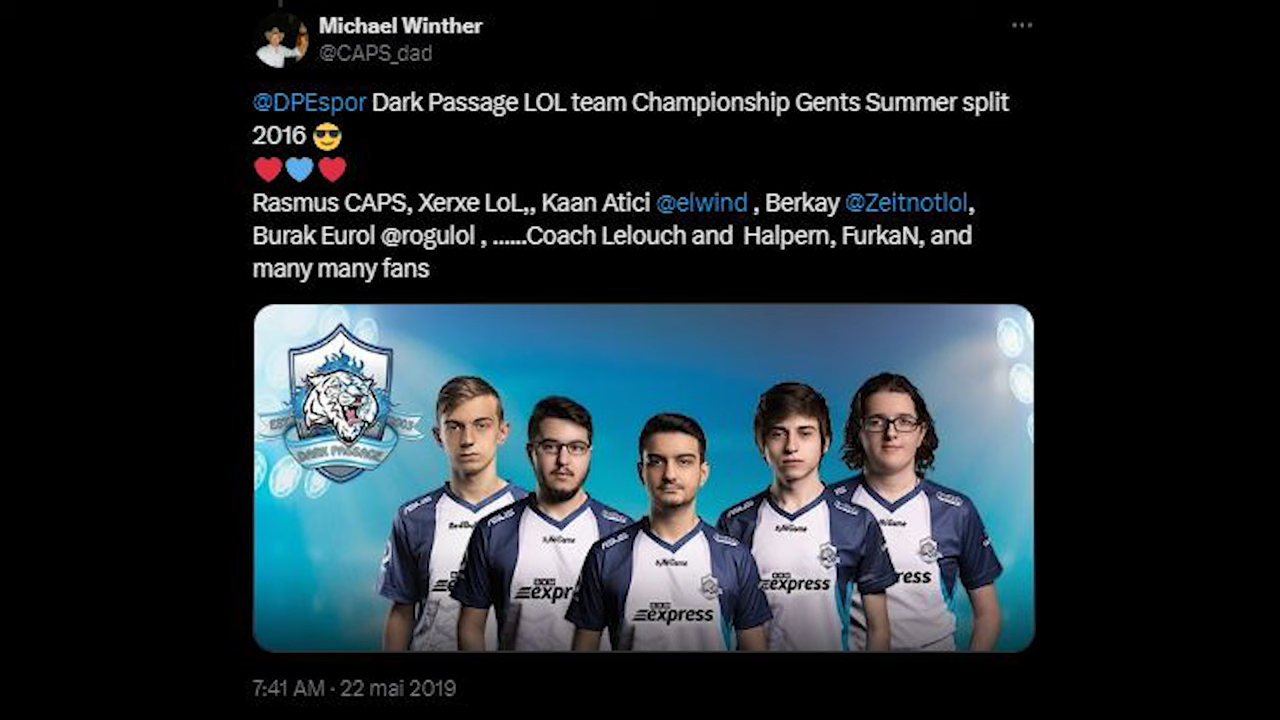 Michael Winther
@CAPS_dad
@DPEspor Dark Passage LOL team Championship Gents Summer split
2016 😎
❤️💙❤️
Rasmus CAPS, Xerxe LoL,, Kaan Atici @elwind , Berkay @Zeitnotlol,
Burak Eurol @rogulol , ......Coach Lelouch and Halpern, FurkaN, and
many many fans
DARK PASSAGE
express
express
7:41 AM · 22 mai 2019